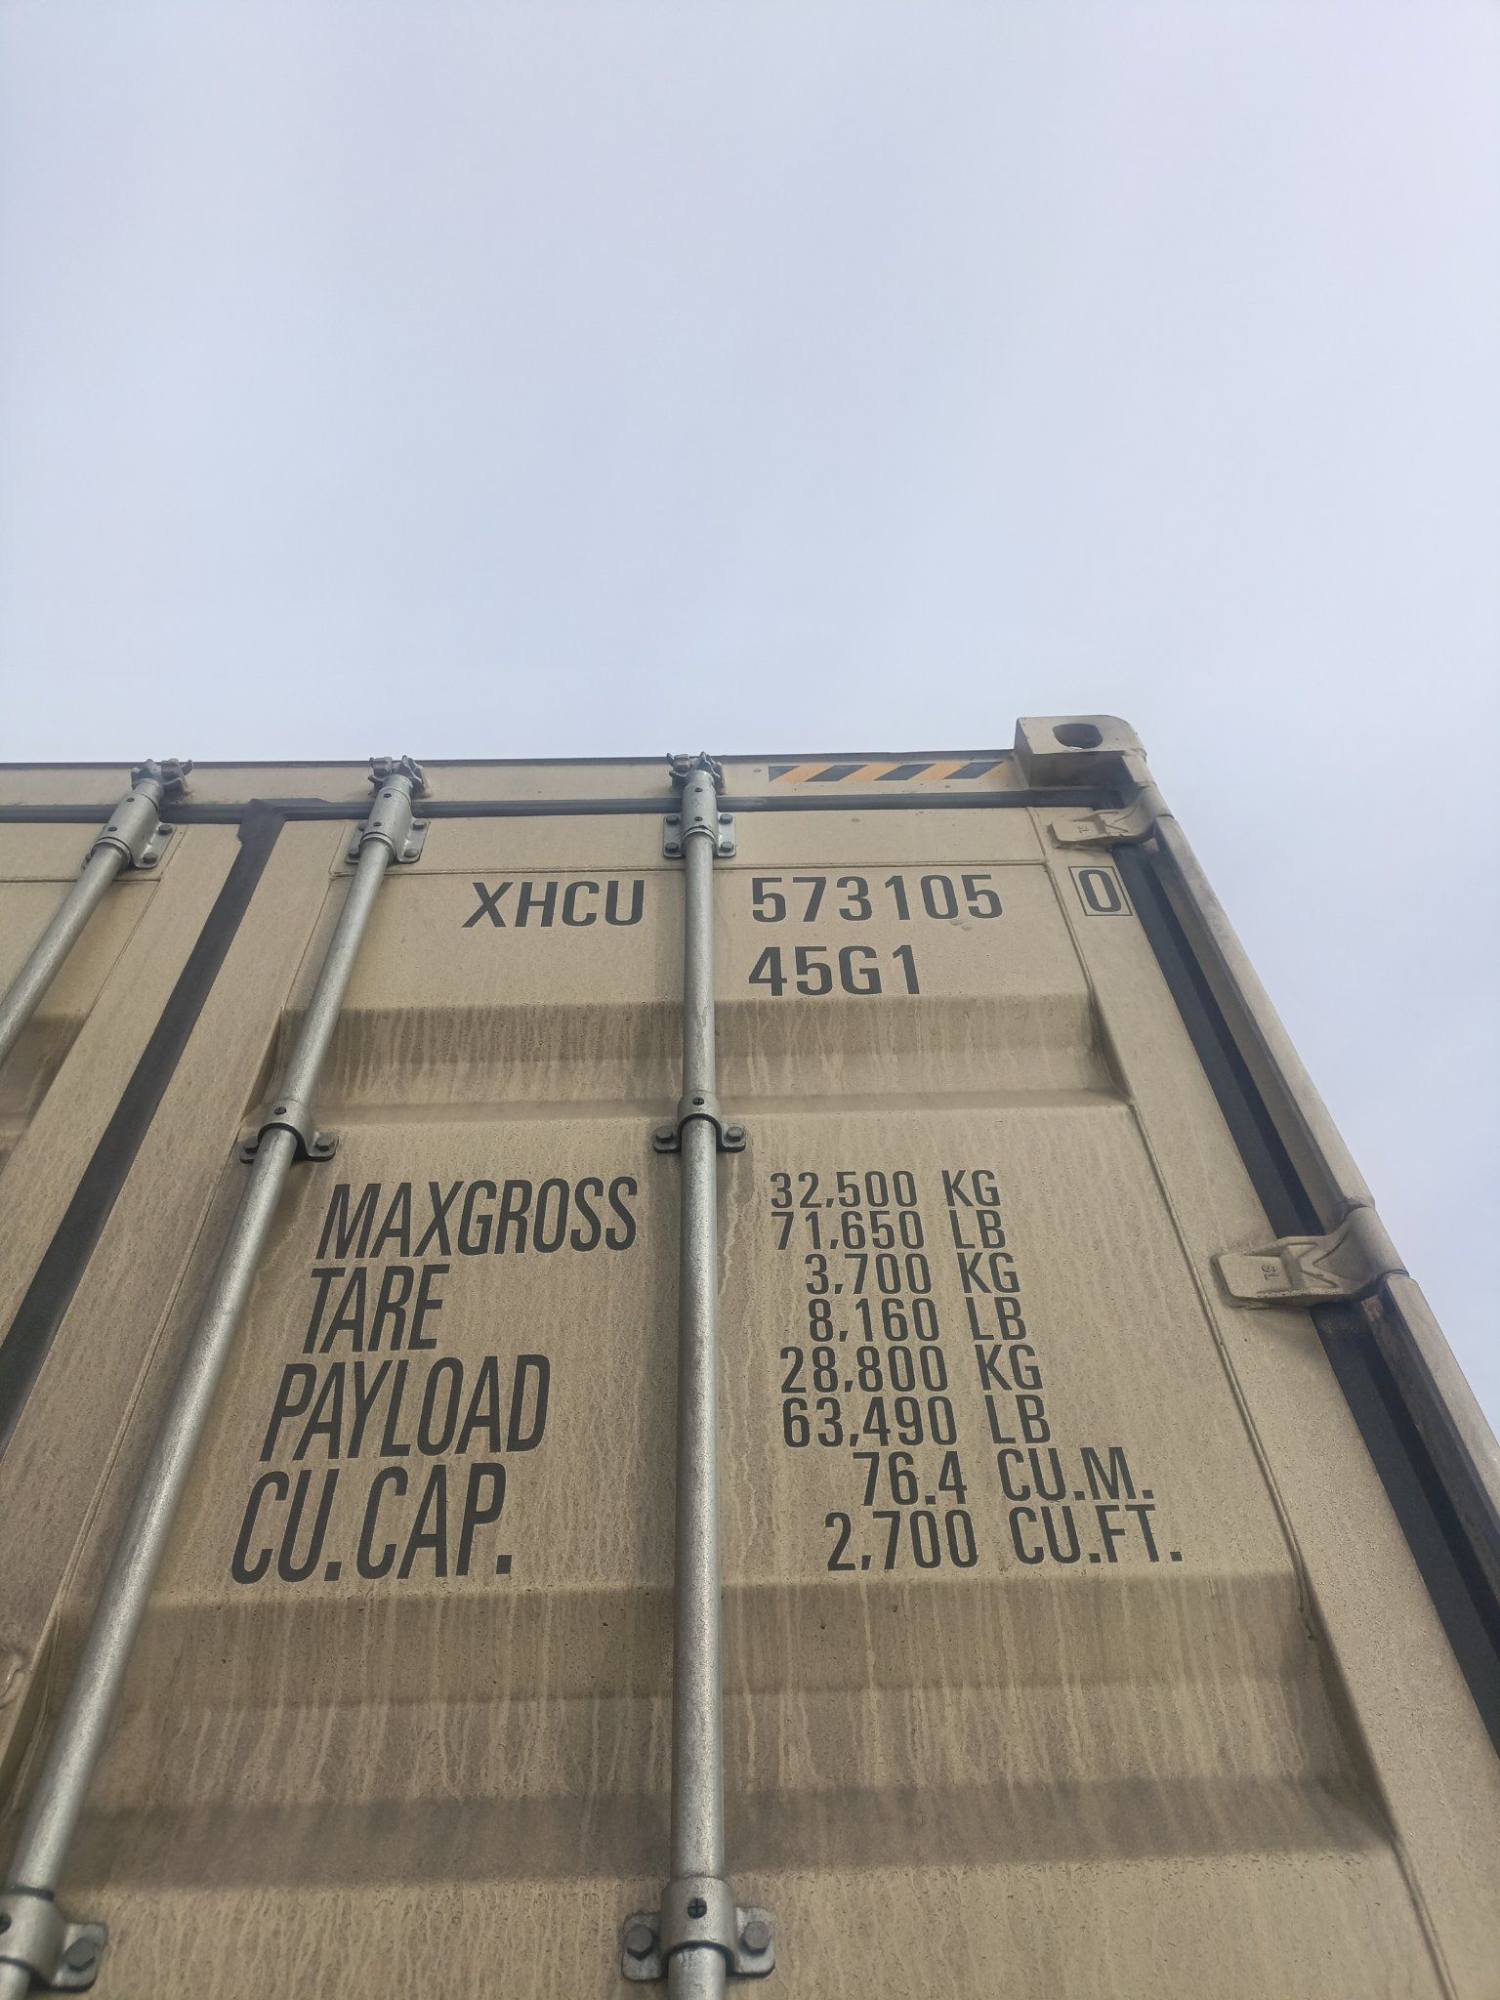 XHCU 573105 0
45G1
MAXGROSS 32,500 KG
71,650 LB
TARE 3,700 KG
8,160 LB
PAYLOAD 28,800 KG
63,490 LB
CU.CAP. 76.4 CU.M.
2,700 CU.FT.